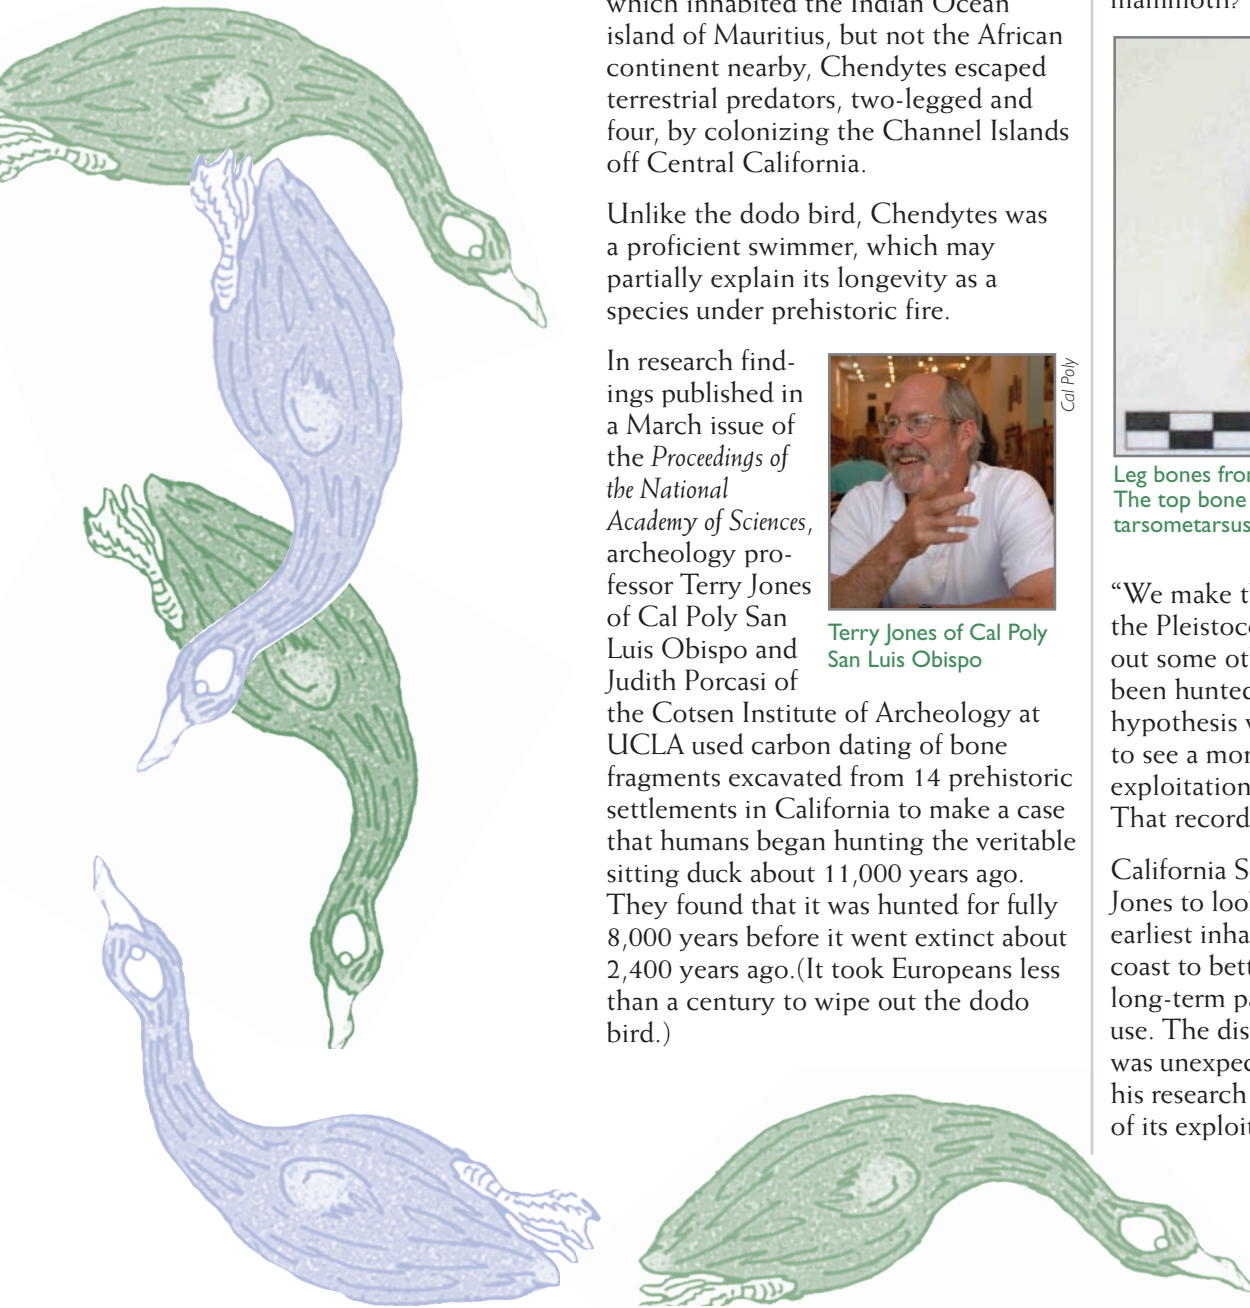 which inhabited the Indian Ocean
island of Mauritius, but not the African
continent nearby, Chendytes escaped
terrestrial predators, two-legged and
four, by colonizing the Channel Islands
off Central California.
Unlike the dodo bird, Chendytes was
a proficient swimmer, which may
partially explain its longevity as a
species under prehistoric fire.
In research find-
ings published in
a March issue of
the Proceedings of
the National
Academy of Sciences,
archeology pro-
fessor Terry Jones
of Cal Poly San
Luis Obispo and
Judith Porcasi of
the Cotsen Institute of Archeology at
UCLA used carbon dating of bone
fragments excavated from 14 prehistoric
settlements in California to make a case
that humans began hunting the veritable
sitting duck about 11,000 years ago.
They found that it was hunted for fully
8,000 years before it went extinct about
2,400 years ago.(It took Europeans less
than a century to wipe out the dodo
bird.)
Cal Poly
Terry Jones of Cal Poly
San Luis Obispo
mammoth?
Leg bones from
The top bone
tarsometarsus
“We make t
the Pleistoc
out some ot
been hunted
hypothesis
to see a mor
exploitation
That record
California S
Jones to loo
earliest inha
coast to bett
long-term pa
use. The dis
was unexpec
his research
of its exploit